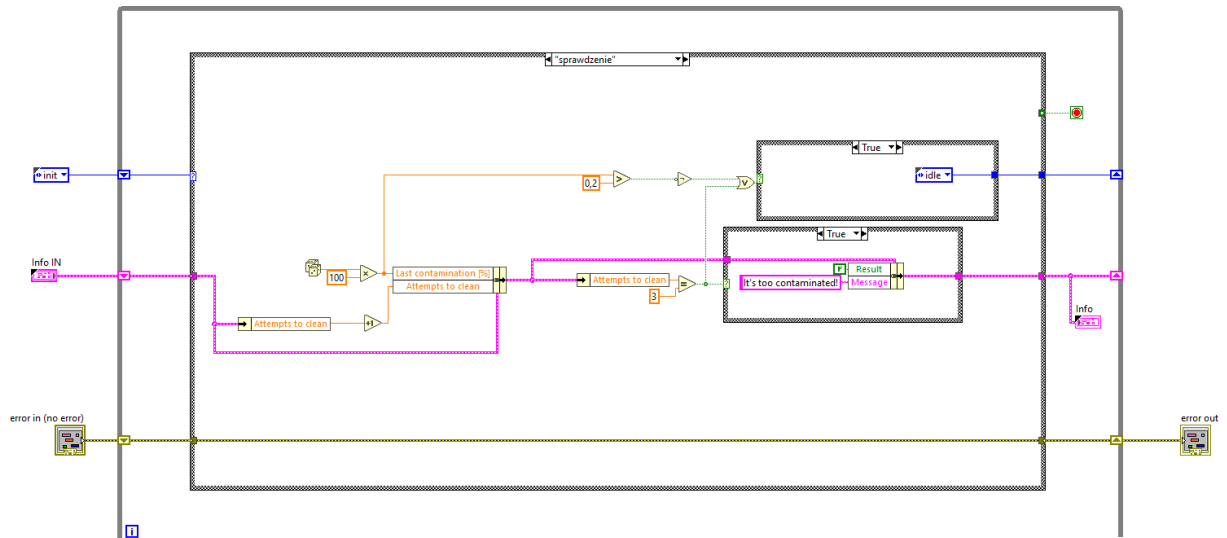 "sprawdzenie"
True
init
idle
0,2
True
Info IN
100
Last contamination [%]
Attempts to clean
Attempts to clean
3
F
Result
It's too contaminated!
Message
Attempts to clean
+1
Info
error in (no error)
error out
i